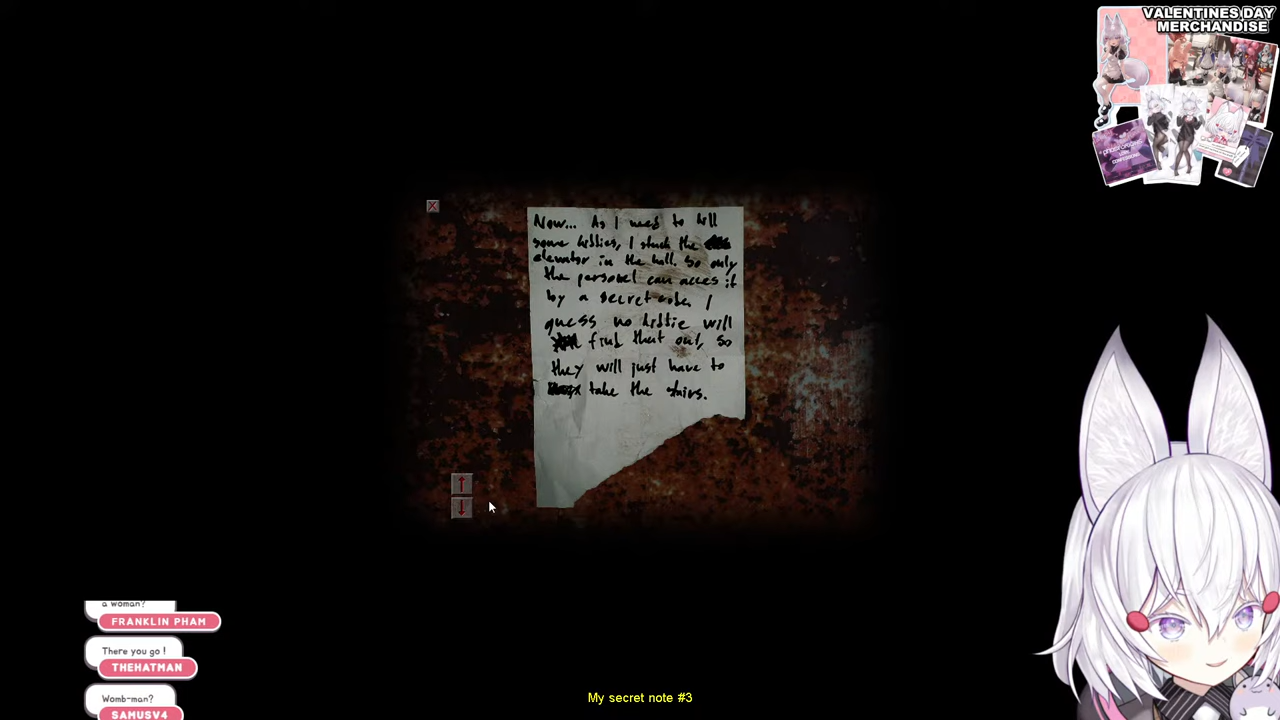 VALENTINES DAY
MERCHANDISE
X
Now... As I need to kill
some kitties, I stuck the
elevator in the hall. So only
the personel can acces it
by a secret code. I
guess no kittie will
find that out, so
they will just have to
take the stairs.
a woman?
FRANKLIN PHAM
There you go !
THEHATMAN
Womb-man?
SAMUSV4
My secret note #3